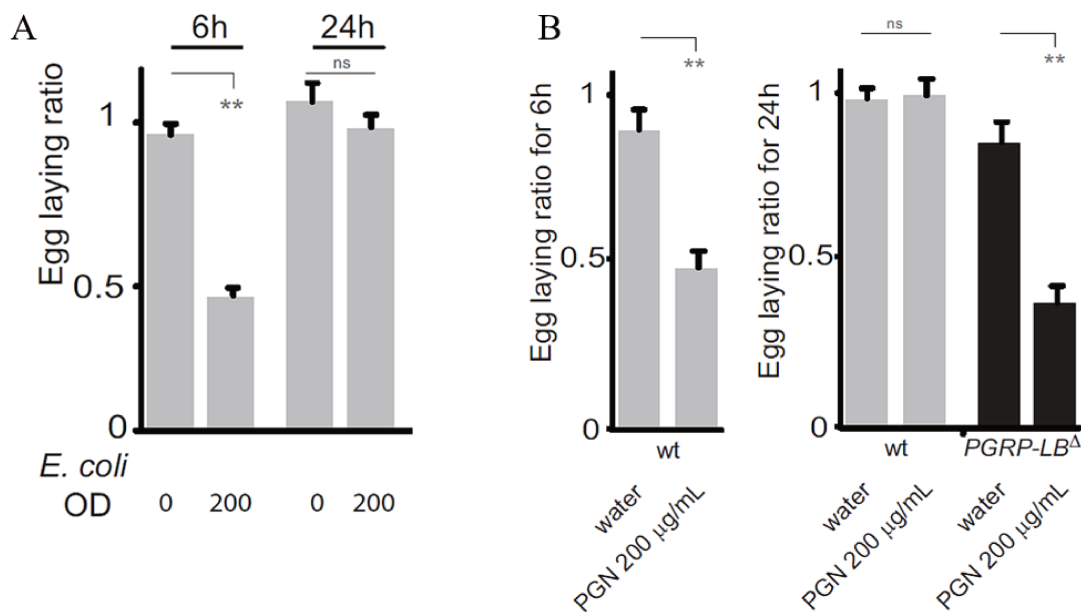 A
6h 24h
** ns
Egg laying ratio
1
0.5
0
E. coli
OD 0 200 0 200
B
**
Egg laying ratio for 6h
1
0.5
0
wt
water
PGN 200 µg/mL
ns **
Egg laying ratio for 24h
1
0.5
0
wt PGRP-LBΔ
water
PGN 200 µg/mL
water
PGN 200 µg/mL